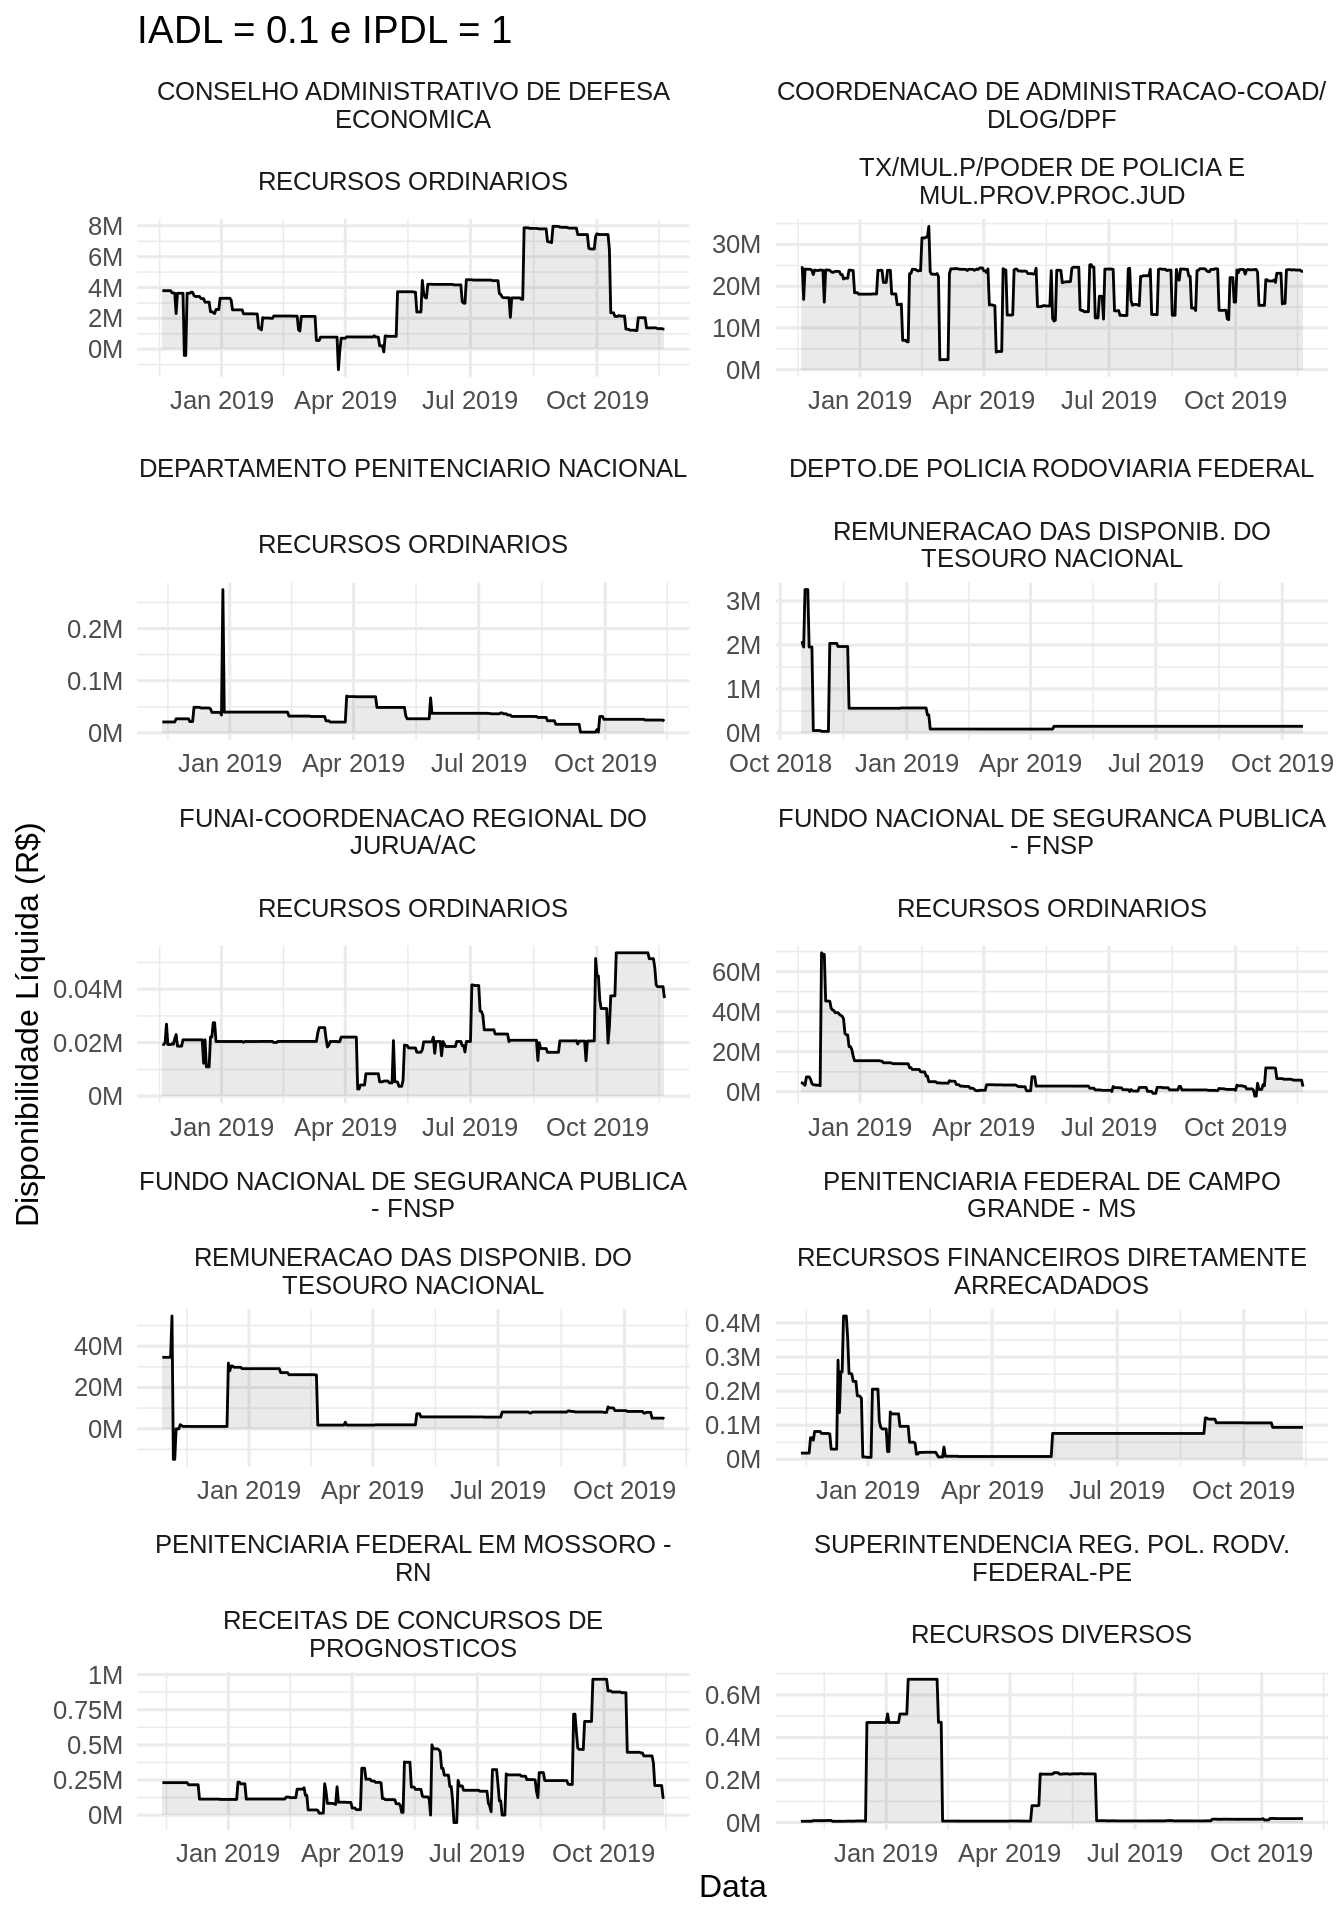 IADL = 0.1 e IPDL = 1
CONSELHO ADMINISTRATIVO DE DEFESA
ECONOMICA
RECURSOS ORDINARIOS
8M
6M
4M
2M
0M
Jan 2019 Apr 2019 Jul 2019 Oct 2019
COORDENACAO DE ADMINISTRACAO-COAD/
DLOG/DPF
TX/MUL.P/PODER DE POLICIA E
MUL.PROV.PROC.JUD
30M
20M
10M
0M
Jan 2019 Apr 2019 Jul 2019 Oct 2019
DEPARTAMENTO PENITENCIARIO NACIONAL
RECURSOS ORDINARIOS
0.2M
0.1M
0M
Jan 2019 Apr 2019 Jul 2019 Oct 2019
DEPTO.DE POLICIA RODOVIARIA FEDERAL
REMUNERACAO DAS DISPONIB. DO
TESOURO NACIONAL
3M
2M
1M
0M
Oct 2018 Jan 2019 Apr 2019 Jul 2019 Oct 2019
Disponibilidade Líquida (R$)
FUNAI-COORDENACAO REGIONAL DO
JURUA/AC
RECURSOS ORDINARIOS
0.04M
0.02M
0M
Jan 2019 Apr 2019 Jul 2019 Oct 2019
FUNDO NACIONAL DE SEGURANCA PUBLICA
- FNSP
RECURSOS ORDINARIOS
60M
40M
20M
0M
Jan 2019 Apr 2019 Jul 2019 Oct 2019
FUNDO NACIONAL DE SEGURANCA PUBLICA
- FNSP
REMUNERACAO DAS DISPONIB. DO
TESOURO NACIONAL
40M
20M
0M
Jan 2019 Apr 2019 Jul 2019 Oct 2019
PENITENCIARIA FEDERAL DE CAMPO
GRANDE - MS
RECURSOS FINANCEIROS DIRETAMENTE
ARRECADADOS
0.4M
0.3M
0.2M
0.1M
0M
Jan 2019 Apr 2019 Jul 2019 Oct 2019
PENITENCIARIA FEDERAL EM MOSSORO -
RN
RECEITAS DE CONCURSOS DE
PROGNOSTICOS
1M
0.75M
0.5M
0.25M
0M
Jan 2019 Apr 2019 Jul 2019 Oct 2019
SUPERINTENDENCIA REG. POL. RODV.
FEDERAL-PE
RECURSOS DIVERSOS
0.6M
0.4M
0.2M
0M
Jan 2019 Apr 2019 Jul 2019 Oct 2019
Data